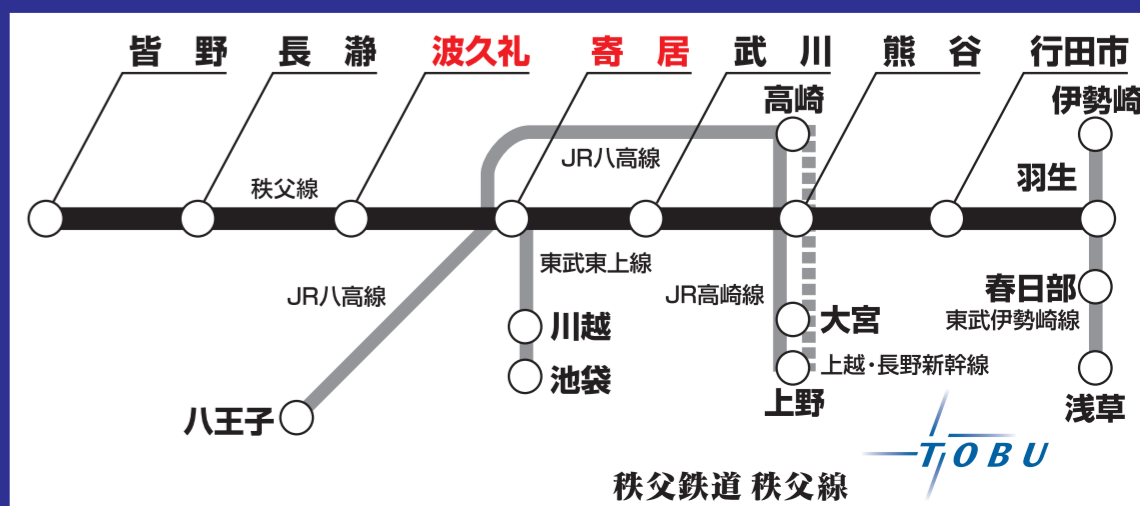 皆野 長瀞 波久礼 寄居 武川 熊谷 行田市
高崎 伊勢崎
JR八高線
羽生
秩父線
東武東上線
JR八高線 JR高崎線 春日部
川越 大宮 東武伊勢崎線
池袋 上越・長野新幹線
八王子 上野 浅草
TOBU
秩父鉄道 秩父線